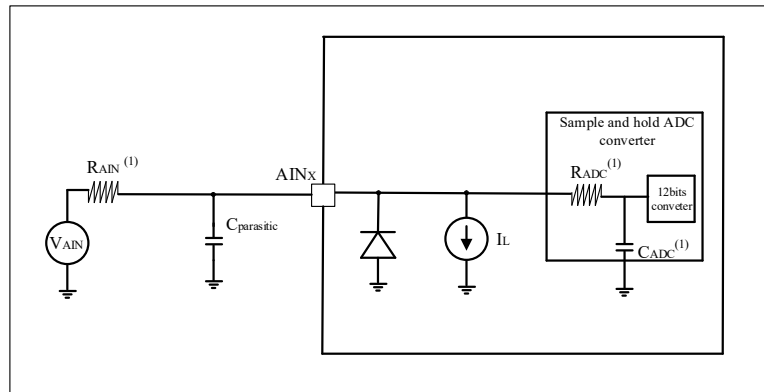 Sample and hold ADC
converter
RAIN (1)
AINX
RADC(1)
12bits
conveter
VAIN
Cparasitic
IL
CADC(1)